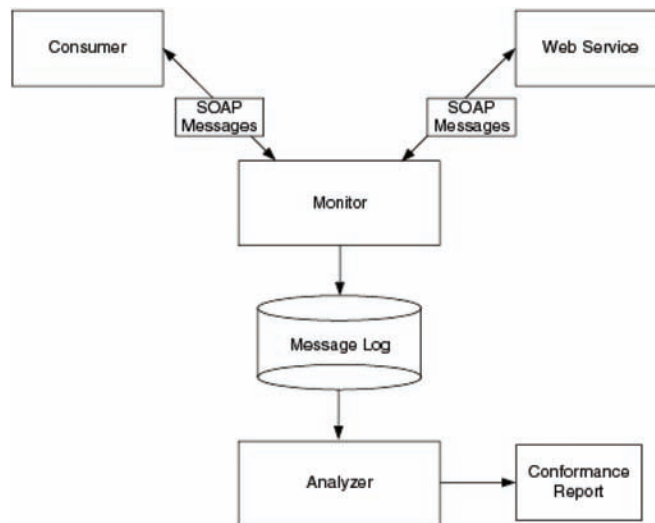 Consumer
Web Service
SOAP
Messages
SOAP
Messages
Monitor
Message Log
Analyzer
Conformance
Report